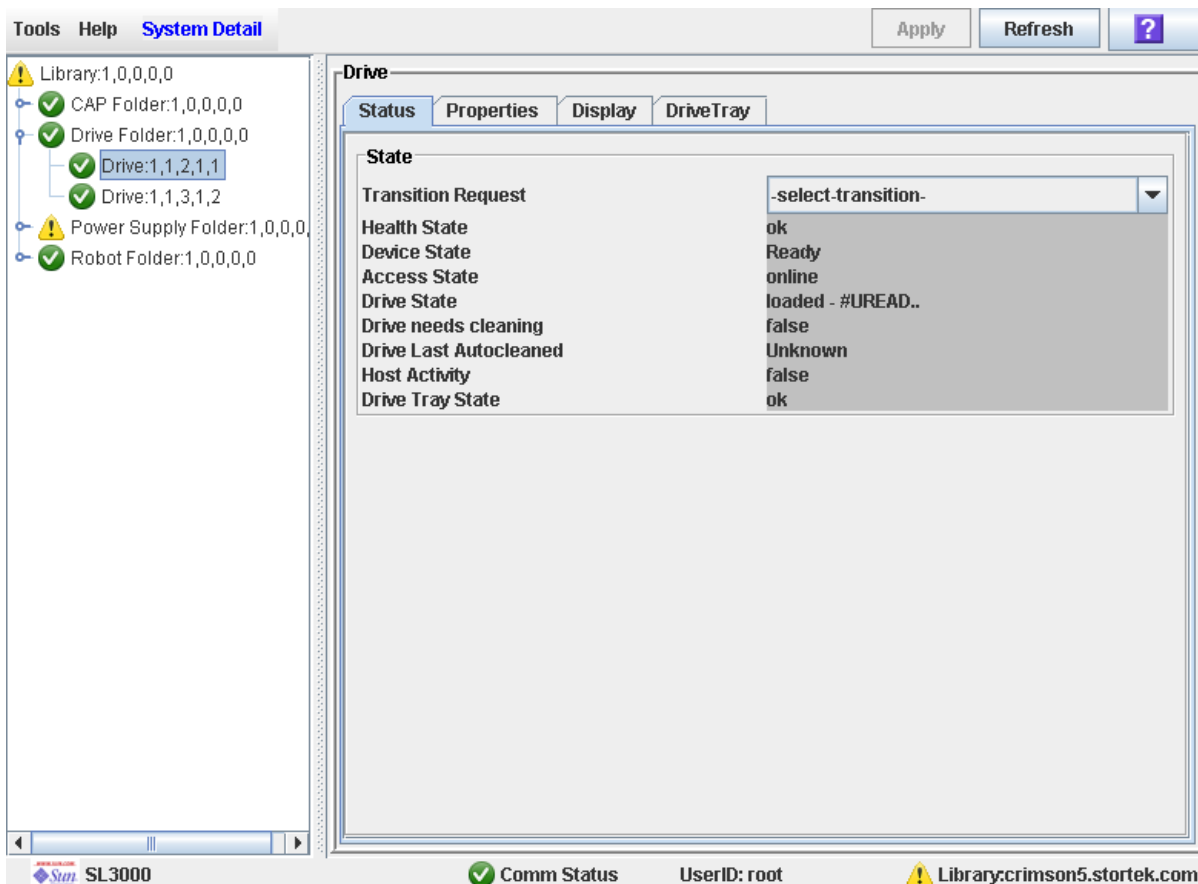 Tools Help System Detail Apply Refresh ?
Library:1,0,0,0,0
CAP Folder:1,0,0,0,0
Drive Folder:1,0,0,0,0
Drive:1,1,2,1,1
Drive:1,1,3,1,2
Power Supply Folder:1,0,0,0,
Robot Folder:1,0,0,0,0
Drive
Status Properties Display DriveTray
State
Transition Request -select-transition-
Health State ok
Device State Ready
Access State online
Drive State loaded - #UREAD..
Drive needs cleaning false
Drive Last Autocleaned Unknown
Host Activity false
Drive Tray State ok
Sun SL3000 Comm Status UserID: root Library:crimson5.stortek.com